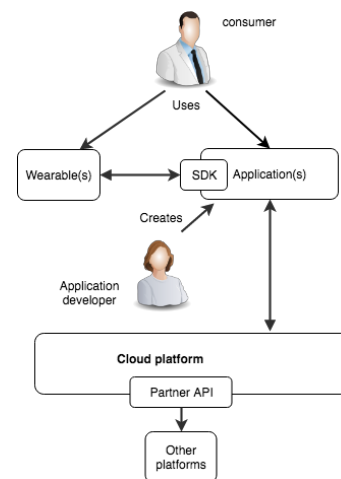 consumer
Uses
Wearable(s)
SDK
Application(s)
Creates
Application
developer
Cloud platform
Partner API
Other
platforms